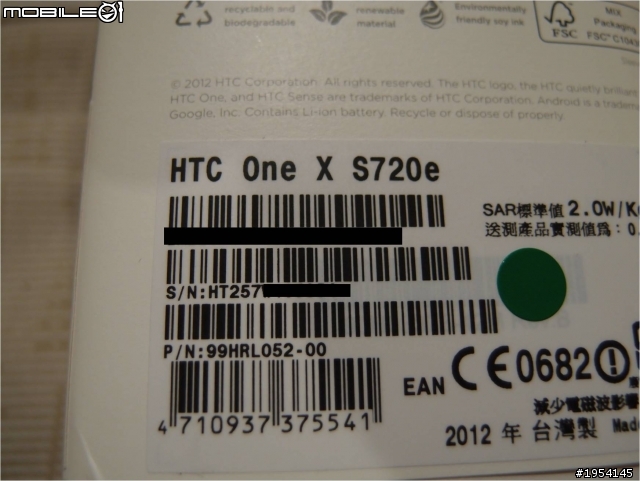 MOBILE01
recyclable and
biodegradable
renewable
material
Environmentally
friendly soy ink
MIX
Packaging
FSC
© 2012 HTC Corporation. All rights reserved. The HTC logo, the HTC quietly brilliant
HTC One, and HTC Sense are trademarks of HTC Corporation. Android is a
Google, Inc. Contains Li-ion battery. Recycle or dispose of properly.
HTC One X S720e
SAR標準值2.0W/K
送測產品實測值為：0.
S/N:HT257
P/N:99HRL052-00
EAN
CE0682
4 710937 375541
減少電磁波影響
2012 年 台灣製 Made
#1954145